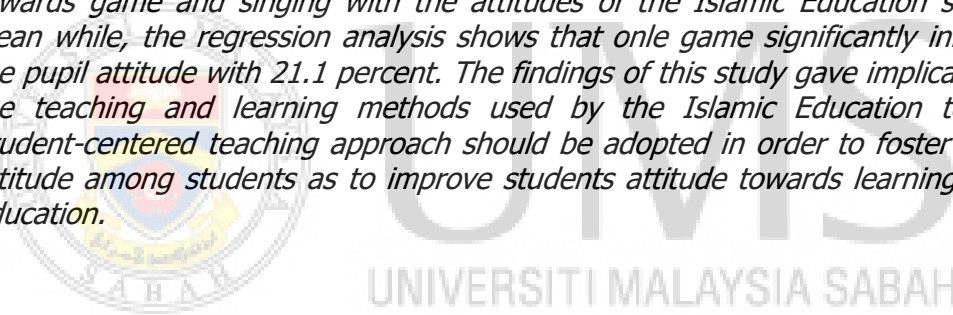 owards game and singing with the attitudes of the Islamic Education s
ean while, the regression analysis shows that onle game significantly in
e pupil attitude with 21.1 percent. The findings of this study gave implica
e teaching and learning methods used by the Islamic Education t
udent-centered teaching approach should be adopted in order to foster
titude among students as to improve students attitude towards learning
ducation.
UMS
SABAH
UNIVERSITI MALAYSIA SABAH